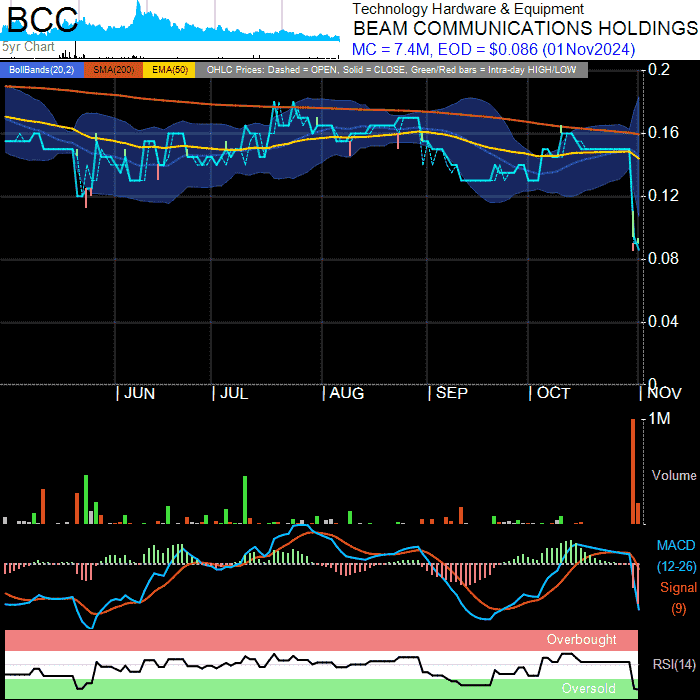 BCC
5yr Chart
Technology Hardware & Equipment
BEAM COMMUNICATIONS HOLDINGS
MC = 7.4M, EOD = $0.086 (01Nov2024)
BollBands(20,2) SMA(200) EMA(50) OHLC Prices: Dashed = OPEN, Solid = CLOSE, Green/Red bars = Intra-day HIGH/LOW
0.2
0.16
0.12
0.08
0.04
0
JUN JUL AUG SEP OCT NOV
1M
Volume
MACD
(12-26)
Signal
(9)
Overbought
RSI(14)
Oversold